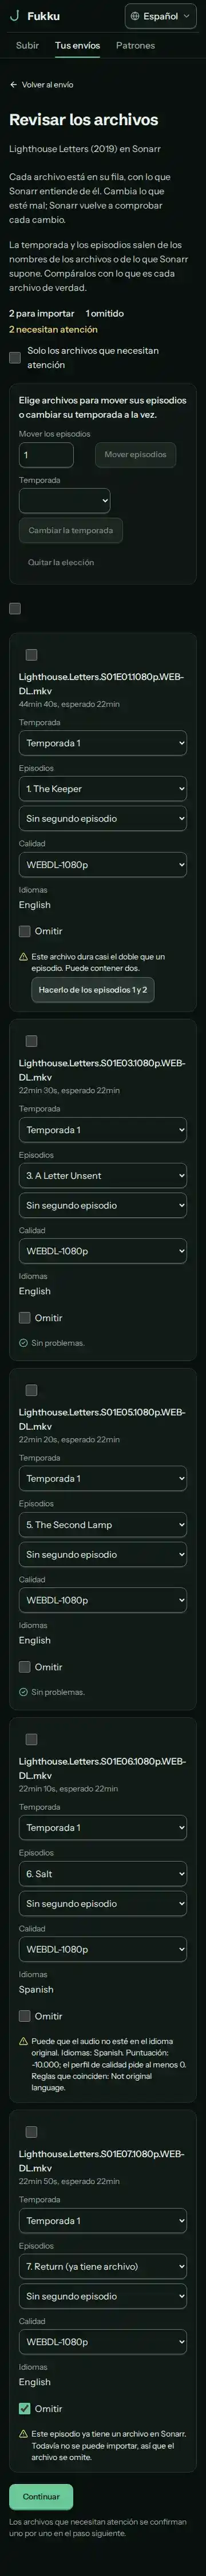 Fukku
Español
Subir
Tus envíos
Patrones
Volver al envío
Revisar los archivos
Lighthouse Letters (2019) en Sonarr
Cada archivo está en su fila, con lo que
Sonarr entiende de él. Cambia lo que
esté mal; Sonarr vuelve a comprobar
cada cambio.
La temporada y los episodios salen de los
nombres de los archivos o de lo que Sonarr
supone. Compáralos con lo que es cada
archivo de verdad.
2 para importar
1 omitido
2 necesitan atención
Solo los archivos que necesitan
atención
Elige archivos para mover sus episodios
o cambiar su temporada a la vez.
Mover los episodios
1
Mover episodios
Temporada
Cambiar la temporada
Quitar la elección
Lighthouse.Letters.S01E01.1080p.WEB-
DL.mkv
44min 40s, esperado 22min
Temporada
Temporada 1
Episodios
1. The Keeper
Sin segundo episodio
Calidad
WEBDL-1080p
Idiomas
English
Omitir
Este archivo dura casi el doble que un
episodio. Puede contener dos.
Hacerlo de los episodios 1 y 2
Lighthouse.Letters.S01E03.1080p.WEB-
DL.mkv
22min 30s, esperado 22min
Temporada
Temporada 1
Episodios
3. A Letter Unsent
Sin segundo episodio
Calidad
WEBDL-1080p
Idiomas
English
Omitir
Sin problemas.
Lighthouse.Letters.S01E05.1080p.WEB-
DL.mkv
22min 20s, esperado 22min
Temporada
Temporada 1
Episodios
5. The Second Lamp
Sin segundo episodio
Calidad
WEBDL-1080p
Idiomas
English
Omitir
Sin problemas.
Lighthouse.Letters.S01E06.1080p.WEB-
DL.mkv
22min 10s, esperado 22min
Temporada
Temporada 1
Episodios
6. Salt
Sin segundo episodio
Calidad
WEBDL-1080p
Idiomas
Spanish
Omitir
Puede que el audio no esté en el idioma
original. Idiomas: Spanish. Puntuación:
-10.000; el perfil de calidad pide al menos 0.
Reglas que coinciden: Not original
language.
Lighthouse.Letters.S01E07.1080p.WEB-
DL.mkv
22min 50s, esperado 22min
Temporada
Temporada 1
Episodios
7. Return (ya tiene archivo)
Sin segundo episodio
Calidad
WEBDL-1080p
Idiomas
English
Omitir
Este episodio ya tiene un archivo en Sonarr.
Todavía no se puede importar, así que el
archivo se omite.
Continuar
Los archivos que necesitan atención se confirman
uno por uno en el paso siguiente.